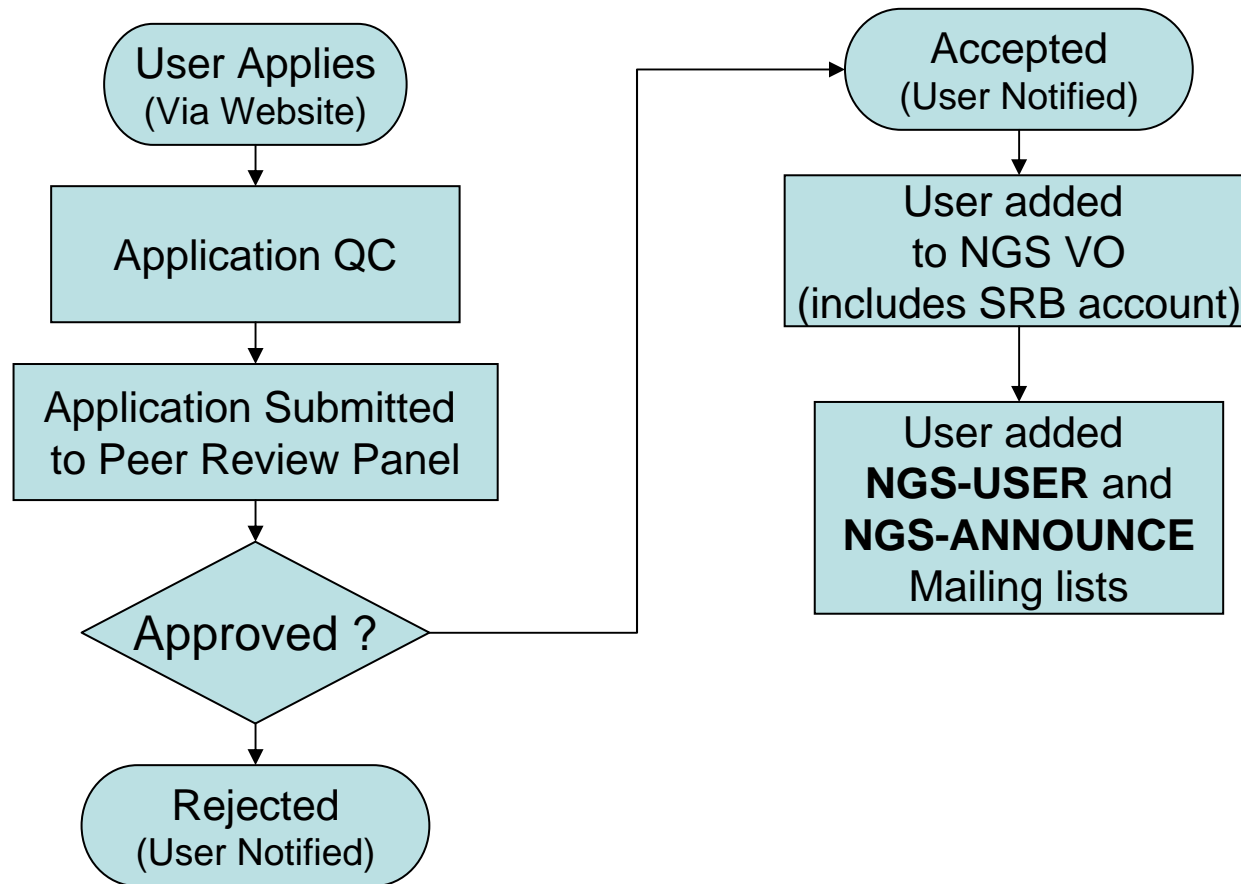 User Applies
(Via Website)
Application QC
Application Submitted
to Peer Review Panel
Approved ?
Rejected
(User Notified)
Accepted
(User Notified)
User added
to NGS VO
(includes SRB account)
User added
NGS-USER and
NGS-ANNOUNCE
Mailing lists